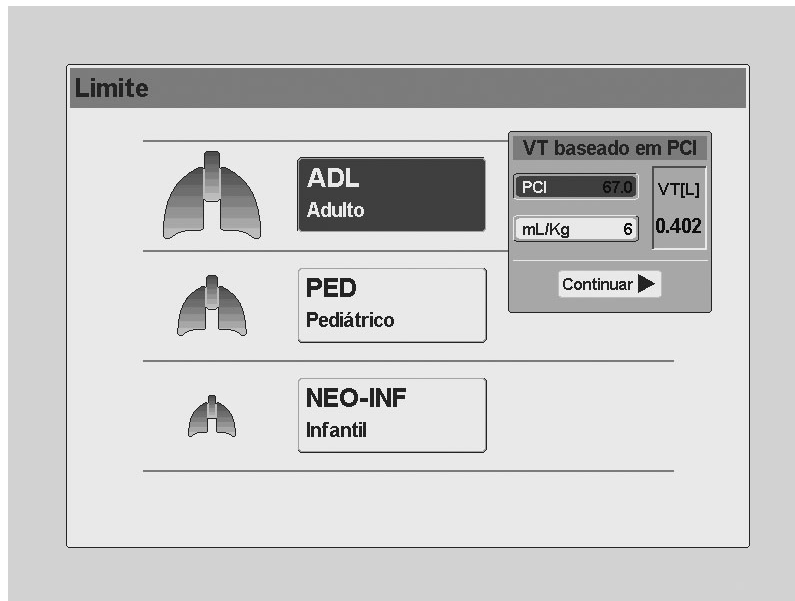 Limite
ADL
Adulto
VT baseado em PCI
PCI 67.0
VT[L]
mL/Kg 6
0.402
Continuar
PED
Pediátrico
NEO-INF
Infantil